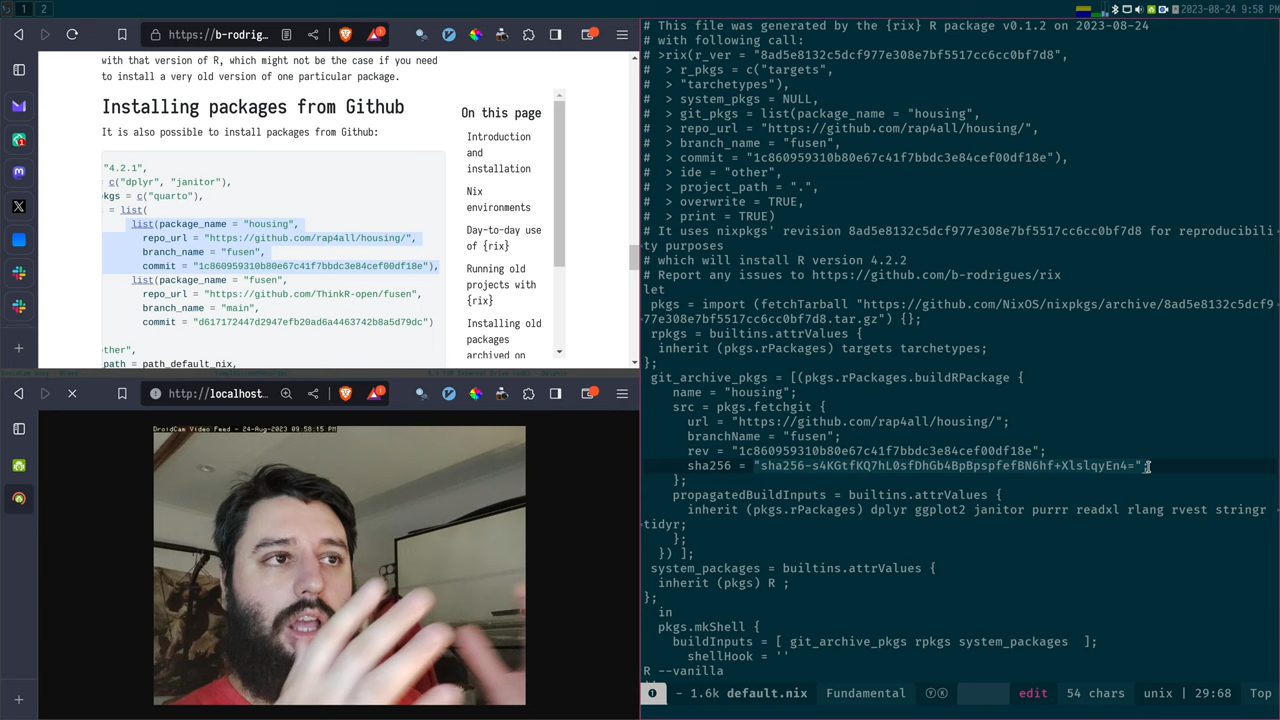 1 2
2023-08-24 9:58 PM
https://b-rodrig…
with that version of R, which might not be the case if you need
to install a very old version of one particular package.
Installing packages from Github
It is also possible to install packages from Github:
"4.2.1",
c("dplyr", "janitor"),
pkgs = c("quarto"),
= list(
list(package_name = "housing",
repo_url = "https://github.com/rap4all/housing/",
branch_name = "fusen",
commit = "1c860959310b80e67c41f7bbdc3e84cef00df18e"),
list(package_name = "fusen",
repo_url = "https://github.com/ThinkR-open/fusen",
branch_name = "main",
commit = "d617172447d2947efb20ad6a4463742b8a5d79dc")
other",
path = path_default_nix,
On this page
Introduction
and
installation
Nix
environments
Day-to-day use
of {rix}
Running old
projects with
{rix}
Installing old
packages
archived on
http://localhost…
DroidCam Video Feed - 24-Aug-2023 09:58:15 PM
# This file was generated by the {rix} R package v0.1.2 on 2023-08-24
# with following call:
# >rix(r_ver = "8ad5e8132c5dcf977e308e7bf5517cc6cc0bf7d8",
#  > r_pkgs = c("targets",
#  > "tarchetypes"),
#  > system_pkgs = NULL,
#  > git_pkgs = list(package_name = "housing",
#  > repo_url = "https://github.com/rap4all/housing/",
#  > branch_name = "fusen",
#  > commit = "1c860959310b80e67c41f7bbdc3e84cef00df18e"),
#  > ide = "other",
#  > project_path = ".",
#  > overwrite = TRUE,
#  > print = TRUE)
# It uses nixpkgs' revision 8ad5e8132c5dcf977e308e7bf5517cc6cc0bf7d8 for reproducibili
ty purposes
# which will install R version 4.2.2
# Report any issues to https://github.com/b-rodrigues/rix
let
pkgs = import (fetchTarball "https://github.com/NixOS/nixpkgs/archive/8ad5e8132c5dcf9
77e308e7bf5517cc6cc0bf7d8.tar.gz") {};
rpkgs = builtins.attrValues {
inherit (pkgs.rPackages) targets tarchetypes;
};
git_archive_pkgs = [(pkgs.rPackages.buildRPackage {
name = "housing";
src = pkgs.fetchgit {
url = "https://github.com/rap4all/housing/";
branchName = "fusen";
rev = "1c860959310b80e67c41f7bbdc3e84cef00df18e";
sha256 = "sha256-s4KGtfKQ7hL0sfDhGb4BpBpspfefBN6hf+XlslqyEn4=";
};
propagatedBuildInputs = builtins.attrValues {
inherit (pkgs.rPackages) dplyr ggplot2 janitor purrr readxl rlang rvest stringr
tidyr;
};
}) ];
system_packages = builtins.attrValues {
inherit (pkgs) R ;
};
in
pkgs.mkShell {
buildInputs = [ git_archive_pkgs rpkgs system_packages  ];
shellHook = ''
R --vanilla
- 1.6k default.nix Fundamental edit 54 chars unix | 29:68 Top